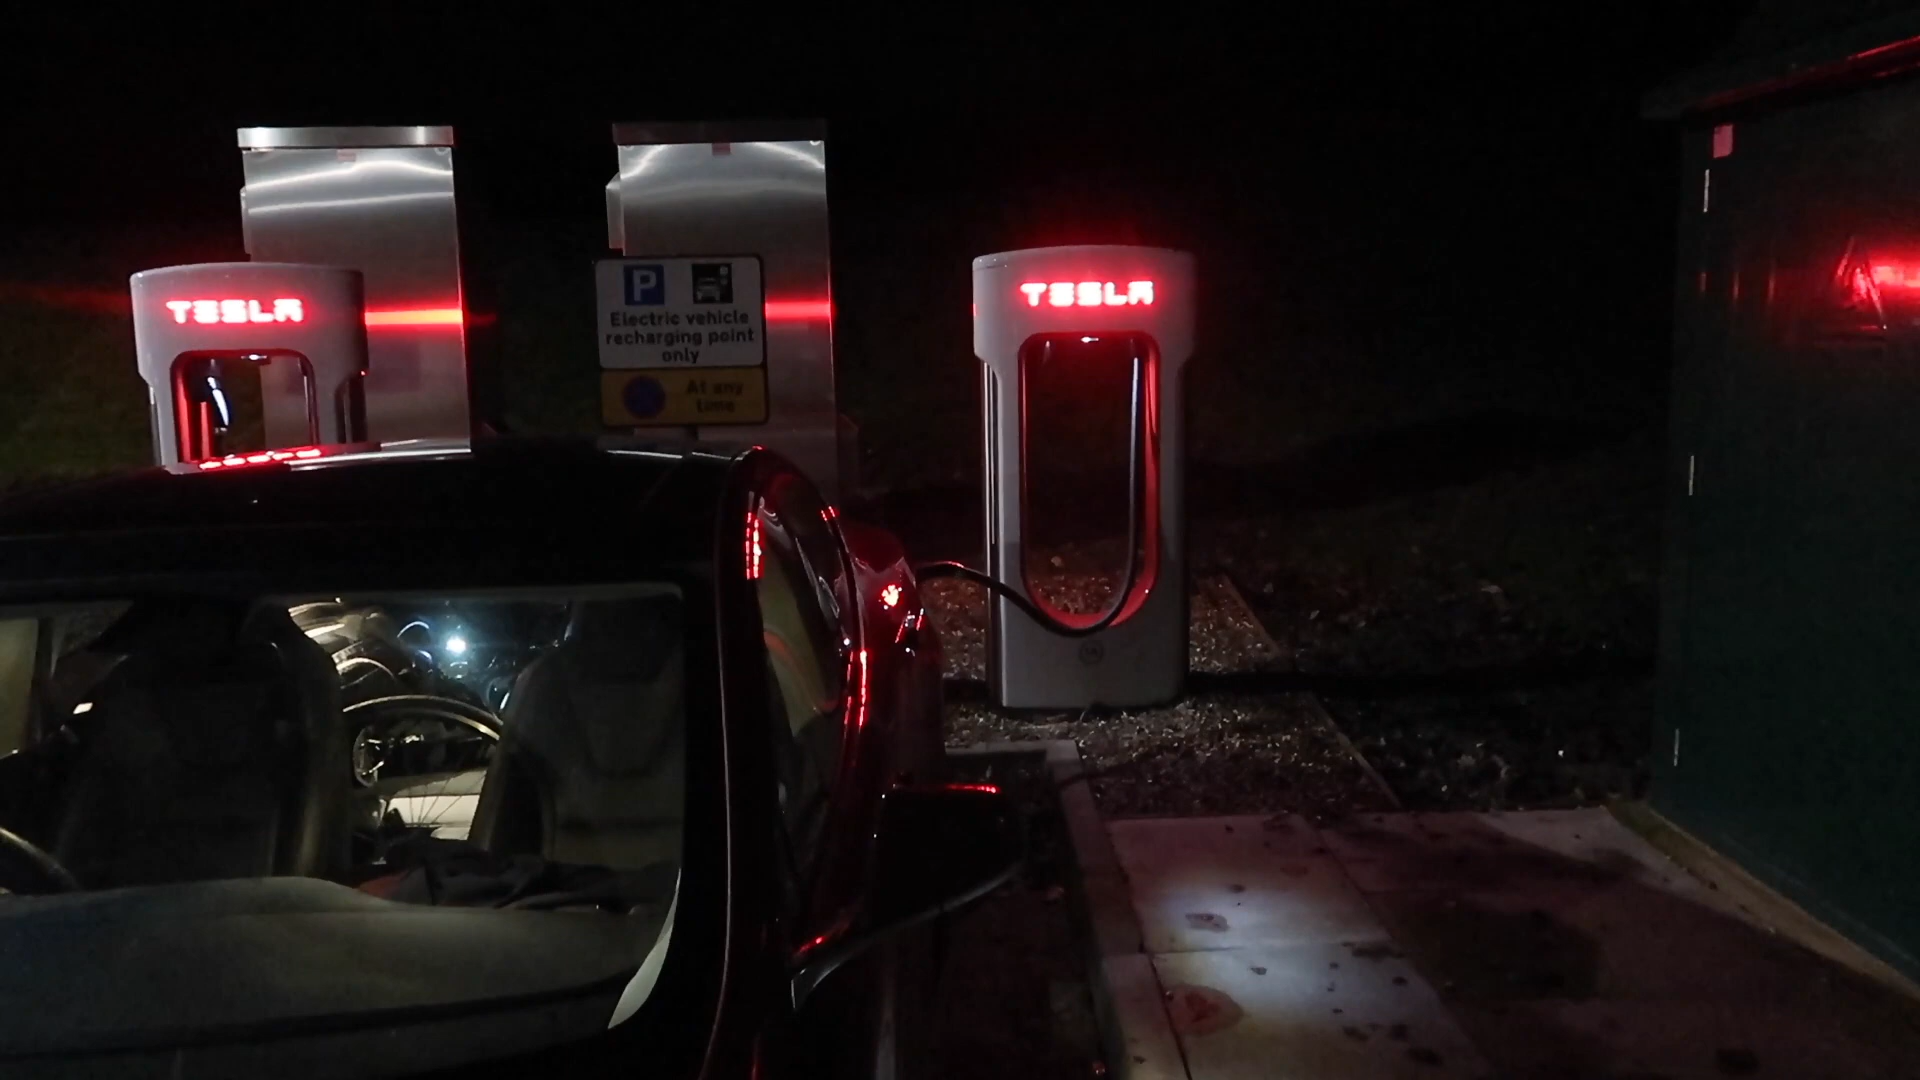 TESLA
TESLA
P
Electric vehicle
recharging point
only
At any
time